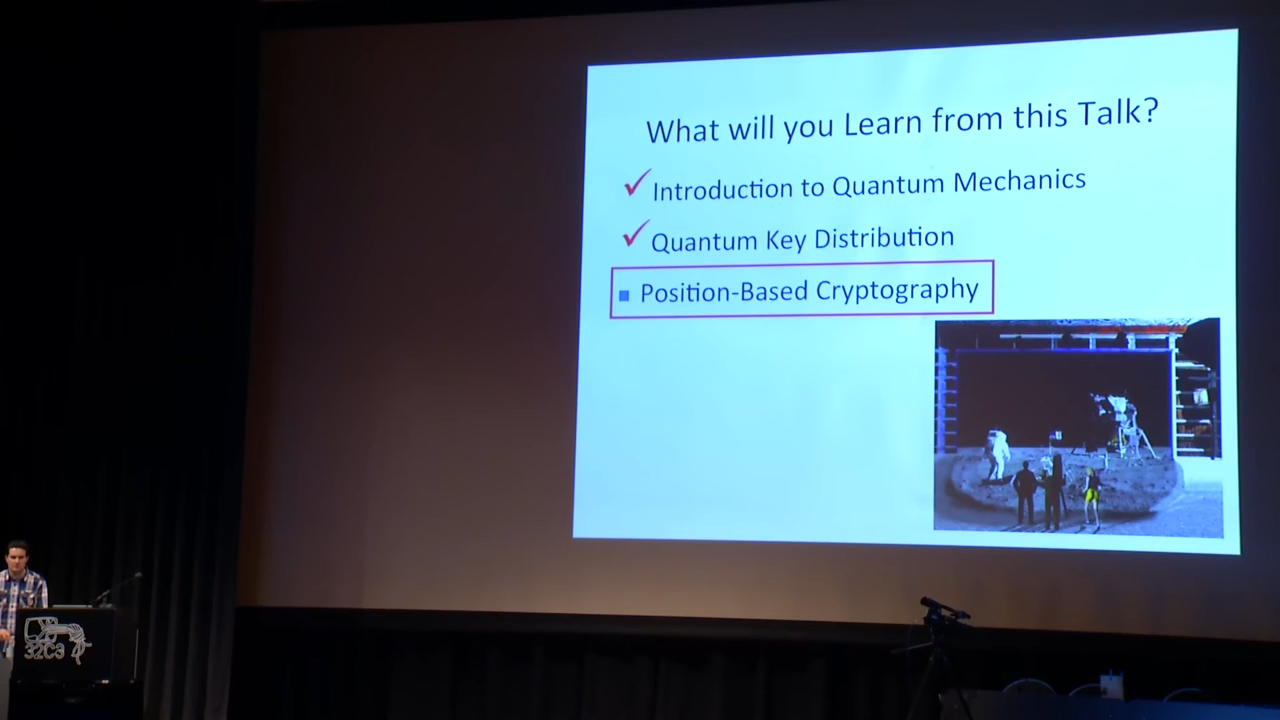 What will you Learn from this Talk?
Introduction to Quantum Mechanics
Quantum Key Distribution
Position-Based Cryptography
32C3